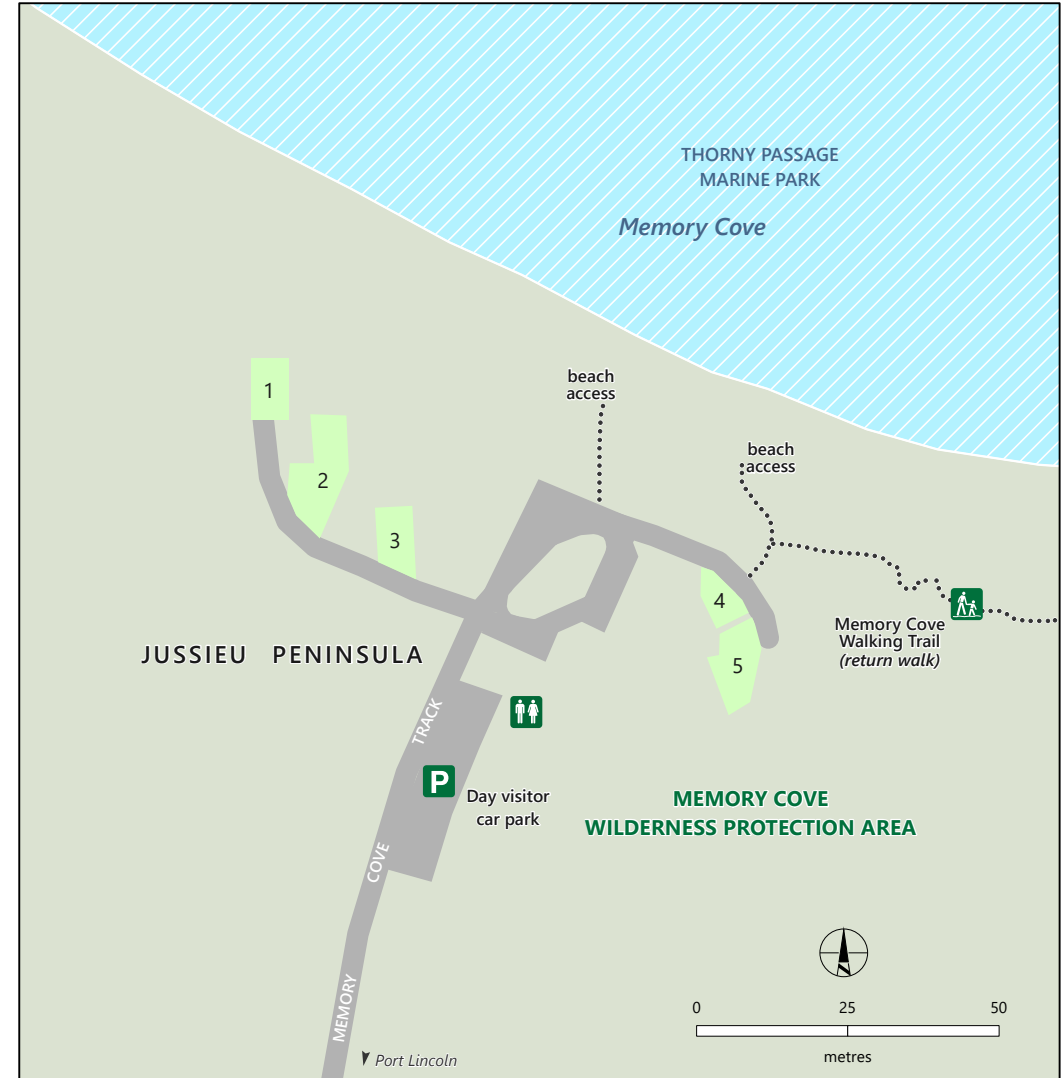 THORNY PASSAGE
MARINE PARK
Memory Cove
beach
access
beach
access
1
2
3
4
5
Memory Cove
Walking Trail
(return walk)
JUSSIEU PENINSULA
MEMORY COVE TRACK
P
Day visitor
car park
MEMORY COVE
WILDERNESS PROTECTION AREA
0 25 50
metres
Port Lincoln